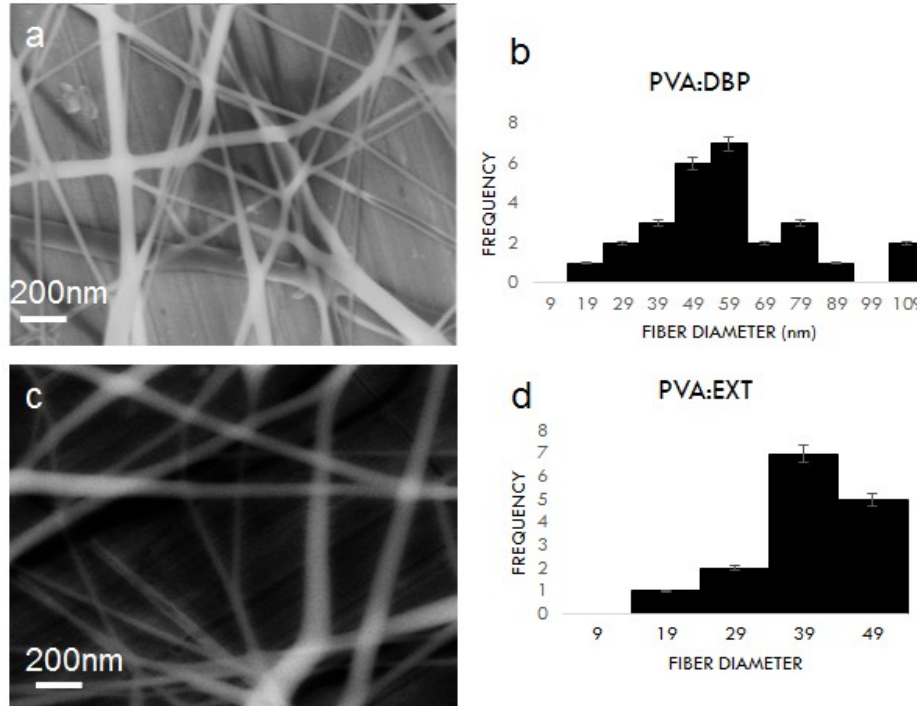 a
200nm
b
PVA:DBP
8
6
4
2
0
FREQUENCY
9 19 29 39 49 59 69 79 89 99 109
FIBER DIAMETER (nm)
c
200nm
d
PVA:EXT
8
7
6
5
4
3
2
1
0
FREQUENCY
9 19 29 39 49
FIBER DIAMETER